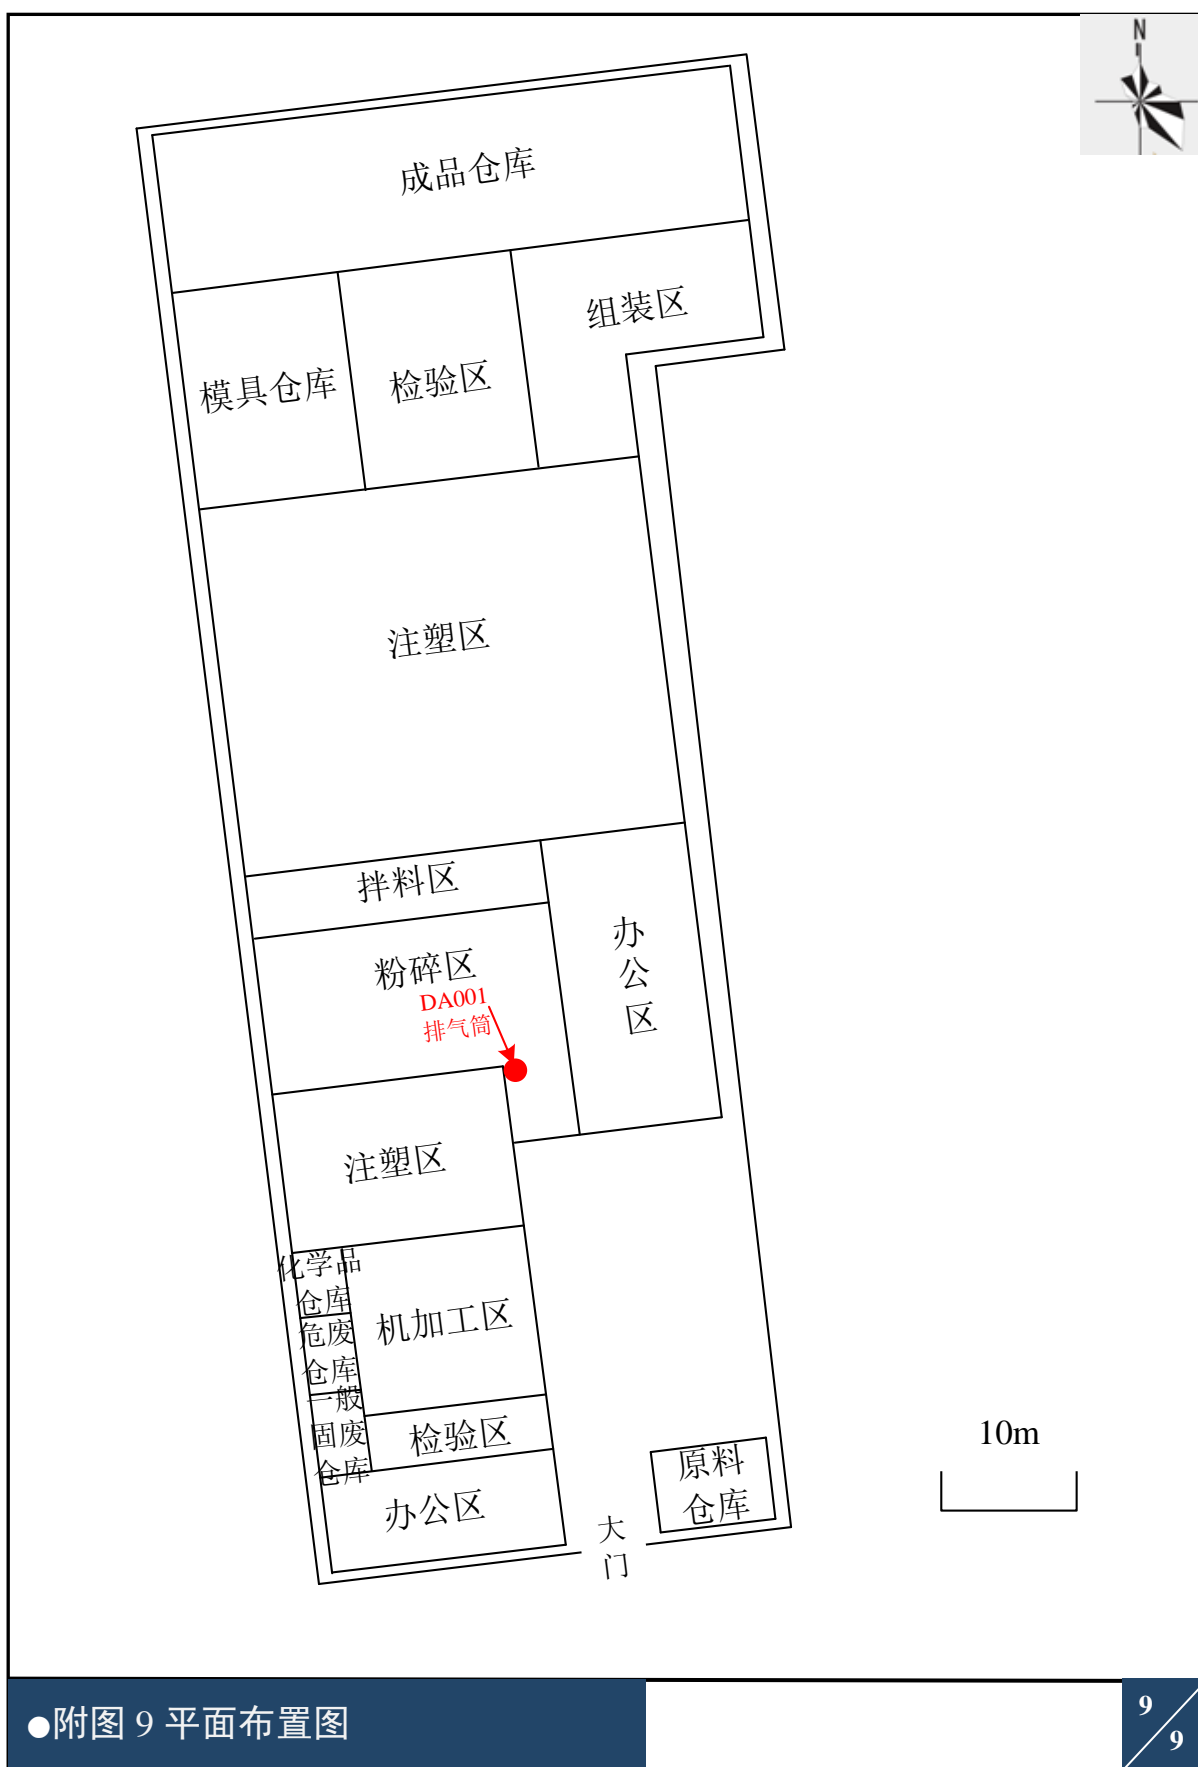 N
成品仓库
组装区
模具仓库
检验区
注塑区
拌料区
办
公
区
粉碎区
DA001
排气筒
注塑区
化学品
仓库
危废
仓库
一般
固废
仓库
机加工区
检验区
办公区
原料
仓库
大
门
10m
●附图 9 平面布置图
9
9